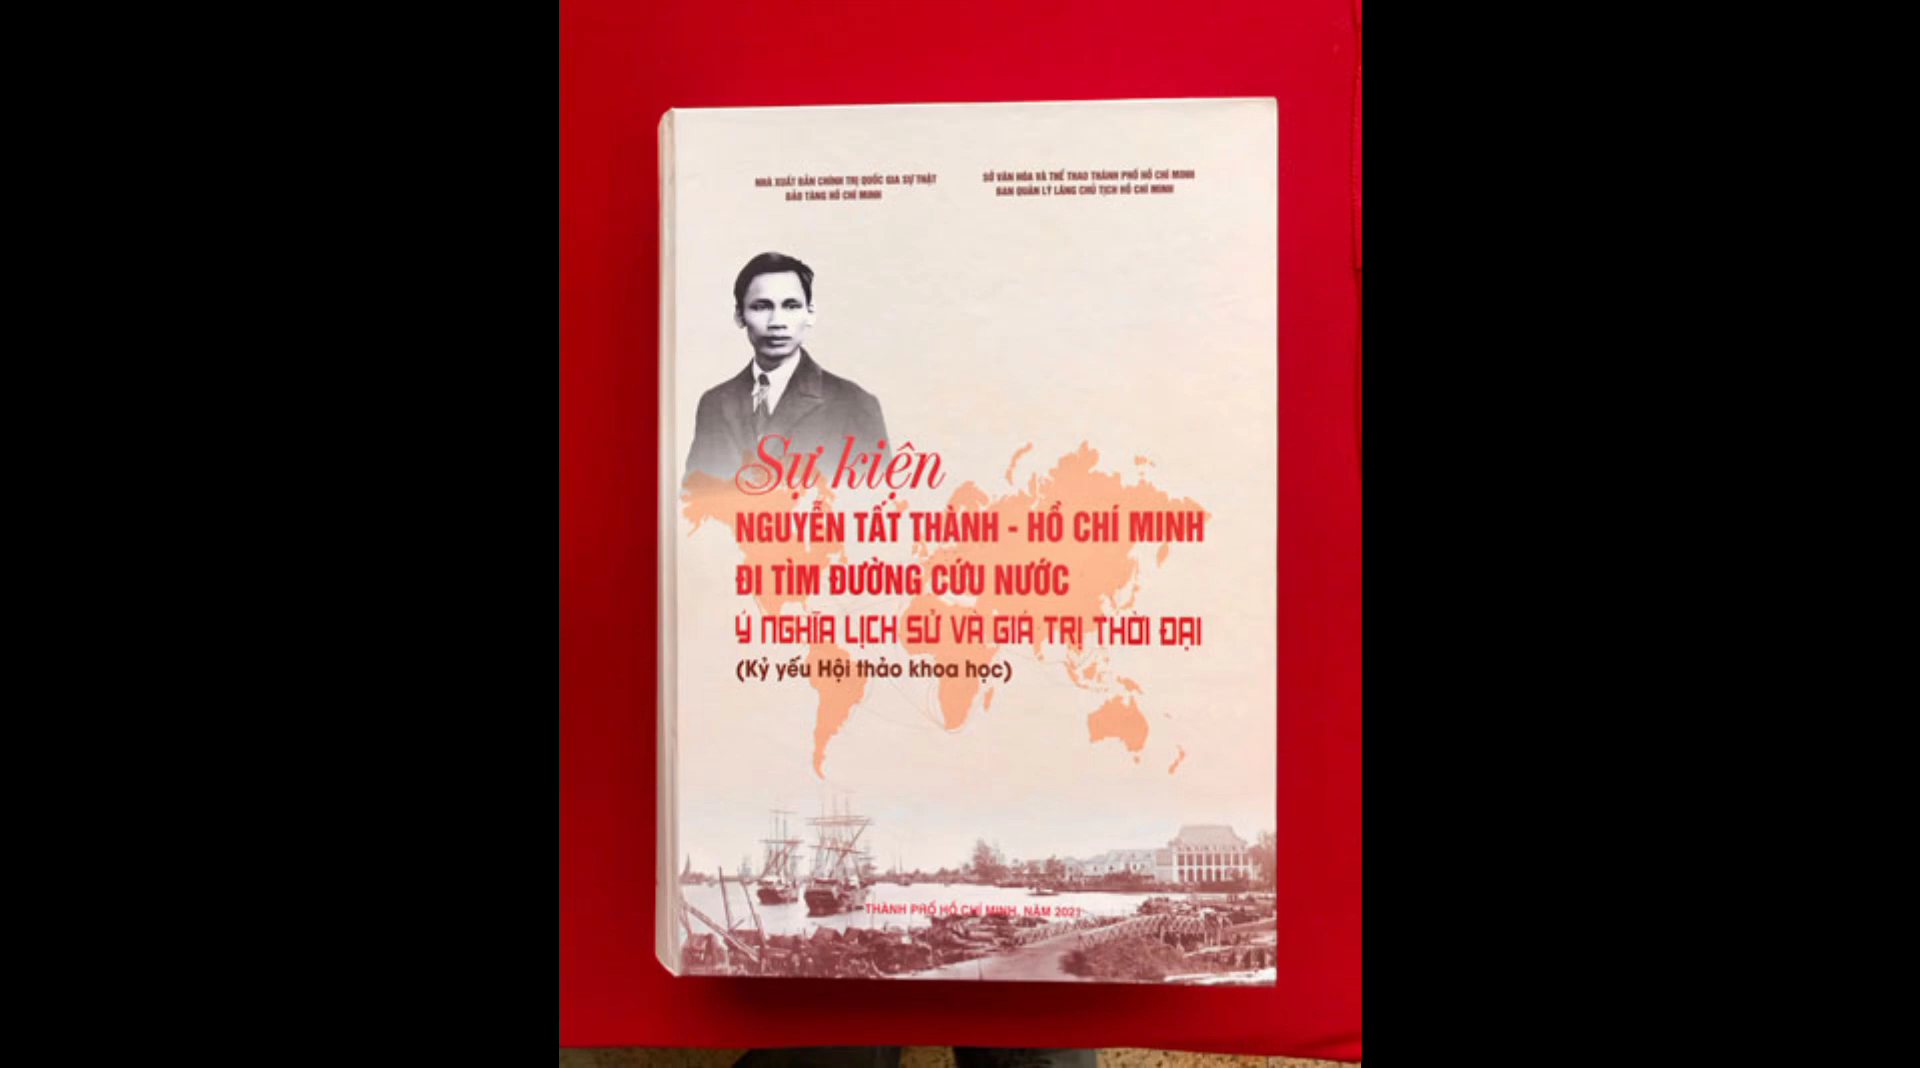 NHÀ XUẤT BẢN CHÍNH TRỊ QUỐC GIA SỰ THẬT
BẢO TÀNG HỒ CHÍ MINH
SỞ VĂN HÓA VÀ THỂ THAO THÀNH PHỐ HỒ CHÍ MINH
BAN QUẢN LÝ LĂNG CHỦ TỊCH HỒ CHÍ MINH
Sự kiện
NGUYỄN TẤT THÀNH - HỒ CHÍ MINH
ĐI TÌM ĐƯỜNG CỨU NƯỚC
Ý NGHĨA LỊCH SỬ VÀ GIÁ TRỊ THỜI ĐẠI
(Kỷ yếu Hội thảo khoa học)
THÀNH PHỐ HỒ CHÍ MINH, NĂM 2021